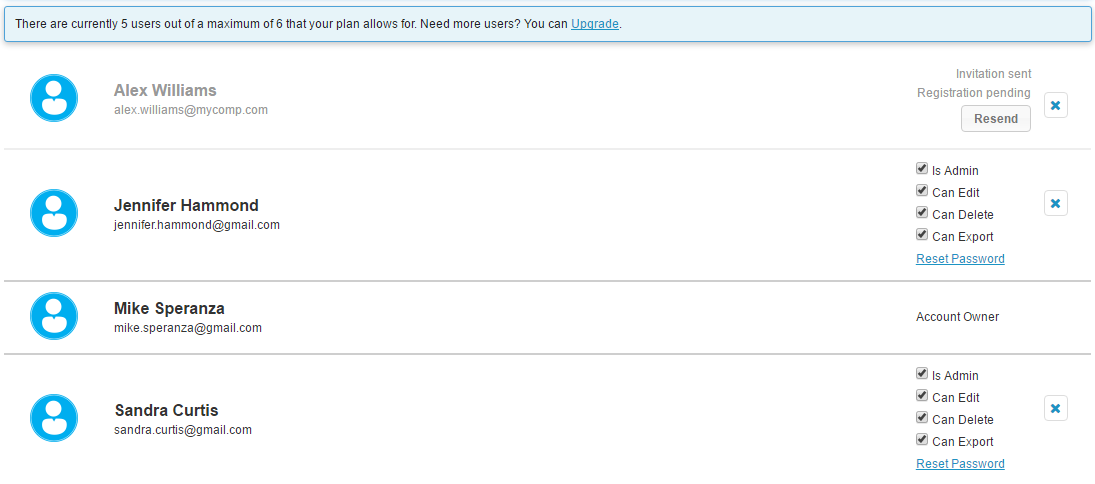 There are currently 5 users out of a maximum of 6 that your plan allows for. Need more users? You can Upgrade.
Alex Williams
alex.williams@mycomp.com
Invitation sent
Registration pending
Resend
Jennifer Hammond
jennifer.hammond@gmail.com
Is Admin
Can Edit
Can Delete
Can Export
Reset Password
Mike Speranza
mike.speranza@gmail.com
Account Owner
Sandra Curtis
sandra.curtis@gmail.com
Is Admin
Can Edit
Can Delete
Can Export
Reset Password